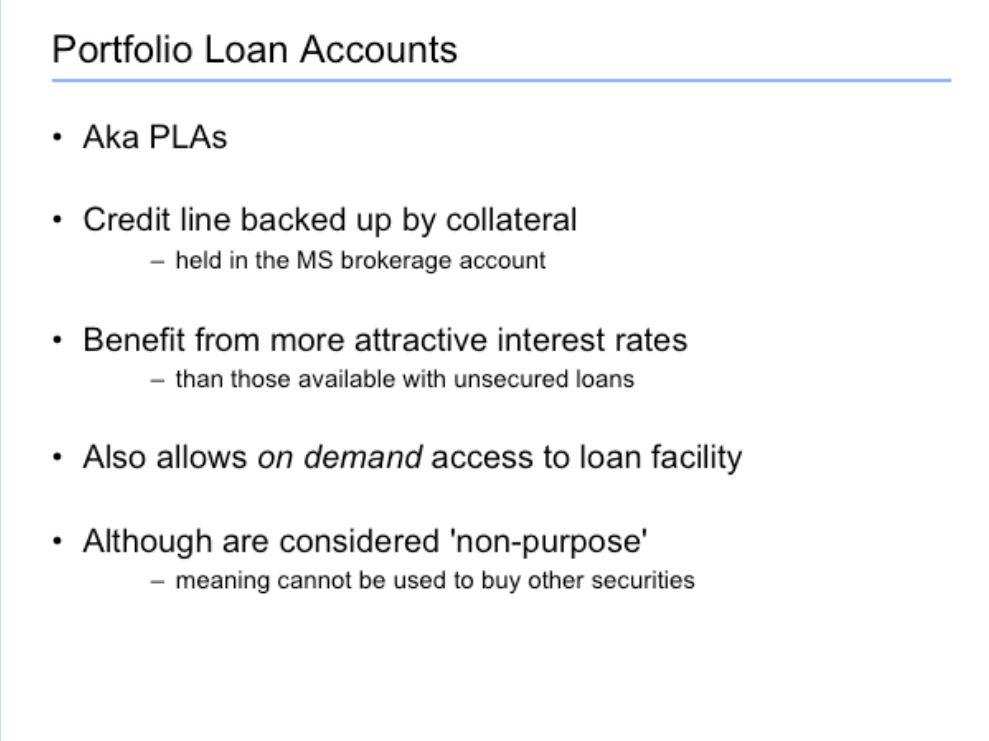 Portfolio Loan Accounts
• Aka PLAs
• Credit line backed up by collateral
– held in the MS brokerage account
• Benefit from more attractive interest rates
– than those available with unsecured loans
• Also allows on demand access to loan facility
• Although are considered 'non-purpose'
– meaning cannot be used to buy other securities